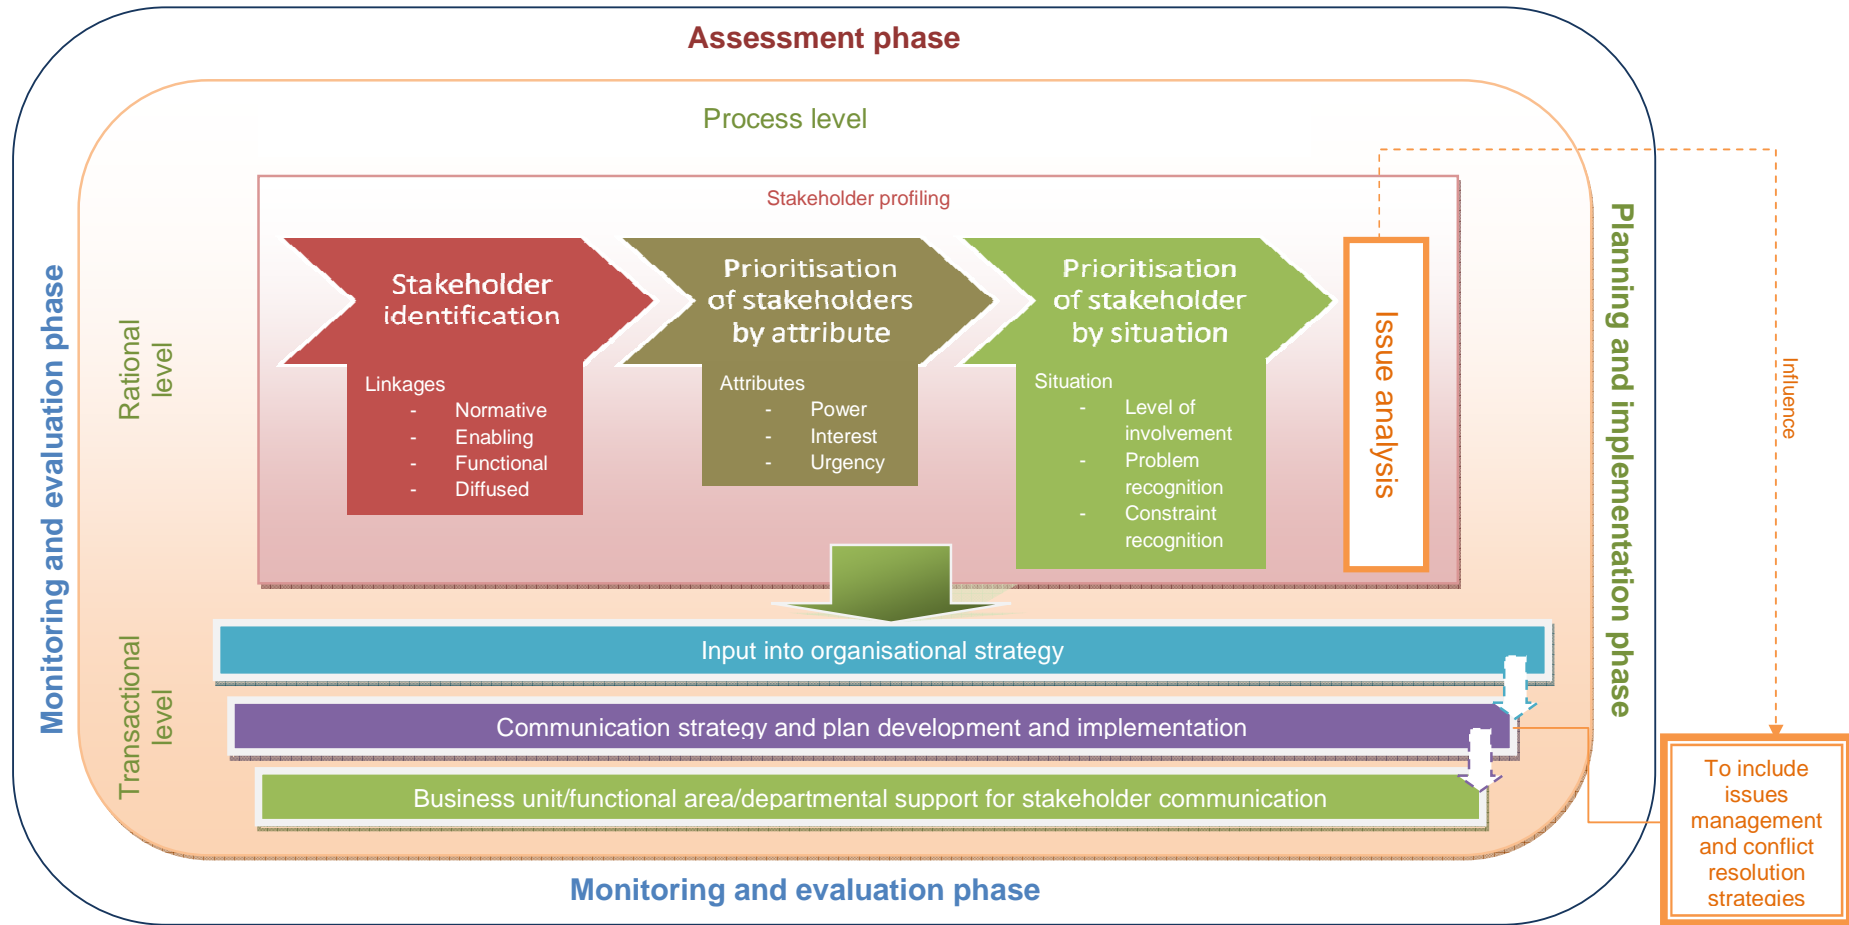 Assessment phase
Process level
Stakeholder profiling
Monitoring and evaluation phase
Rational
level
Stakeholder
identification
Linkages
- Normative
- Enabling
- Functional
- Diffused
Prioritisation
of stakeholders
by attribute
Attributes
- Power
- Interest
- Urgency
Prioritisation
of stakeholder
by situation
Situation
- Level of
involvement
- Problem
recognition
- Constraint
recognition
Issue analysis
Planning and implementation phase
Influence
Transactional
level
Input into organisational strategy
Communication strategy and plan development and implementation
Business unit/functional area/departmental support for stakeholder communication
To include
issues
management
and conflict
resolution
strategies
Monitoring and evaluation phase